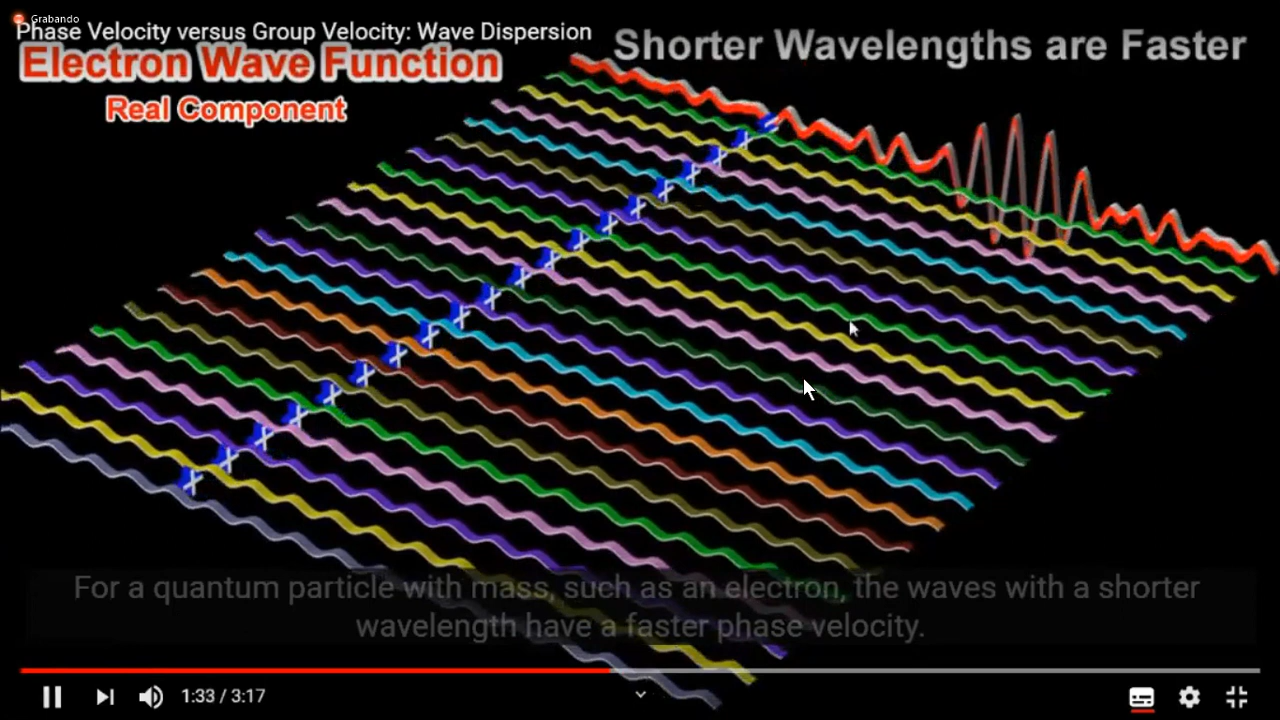 Grabando
Phase Velocity versus Group Velocity: Wave Dispersion
Electron Wave Function
Real Component
Shorter Wavelengths are Faster
For a quantum particle with mass, such as an electron, the waves with a shorter
wavelength have a faster phase velocity.
1:33 / 3:17